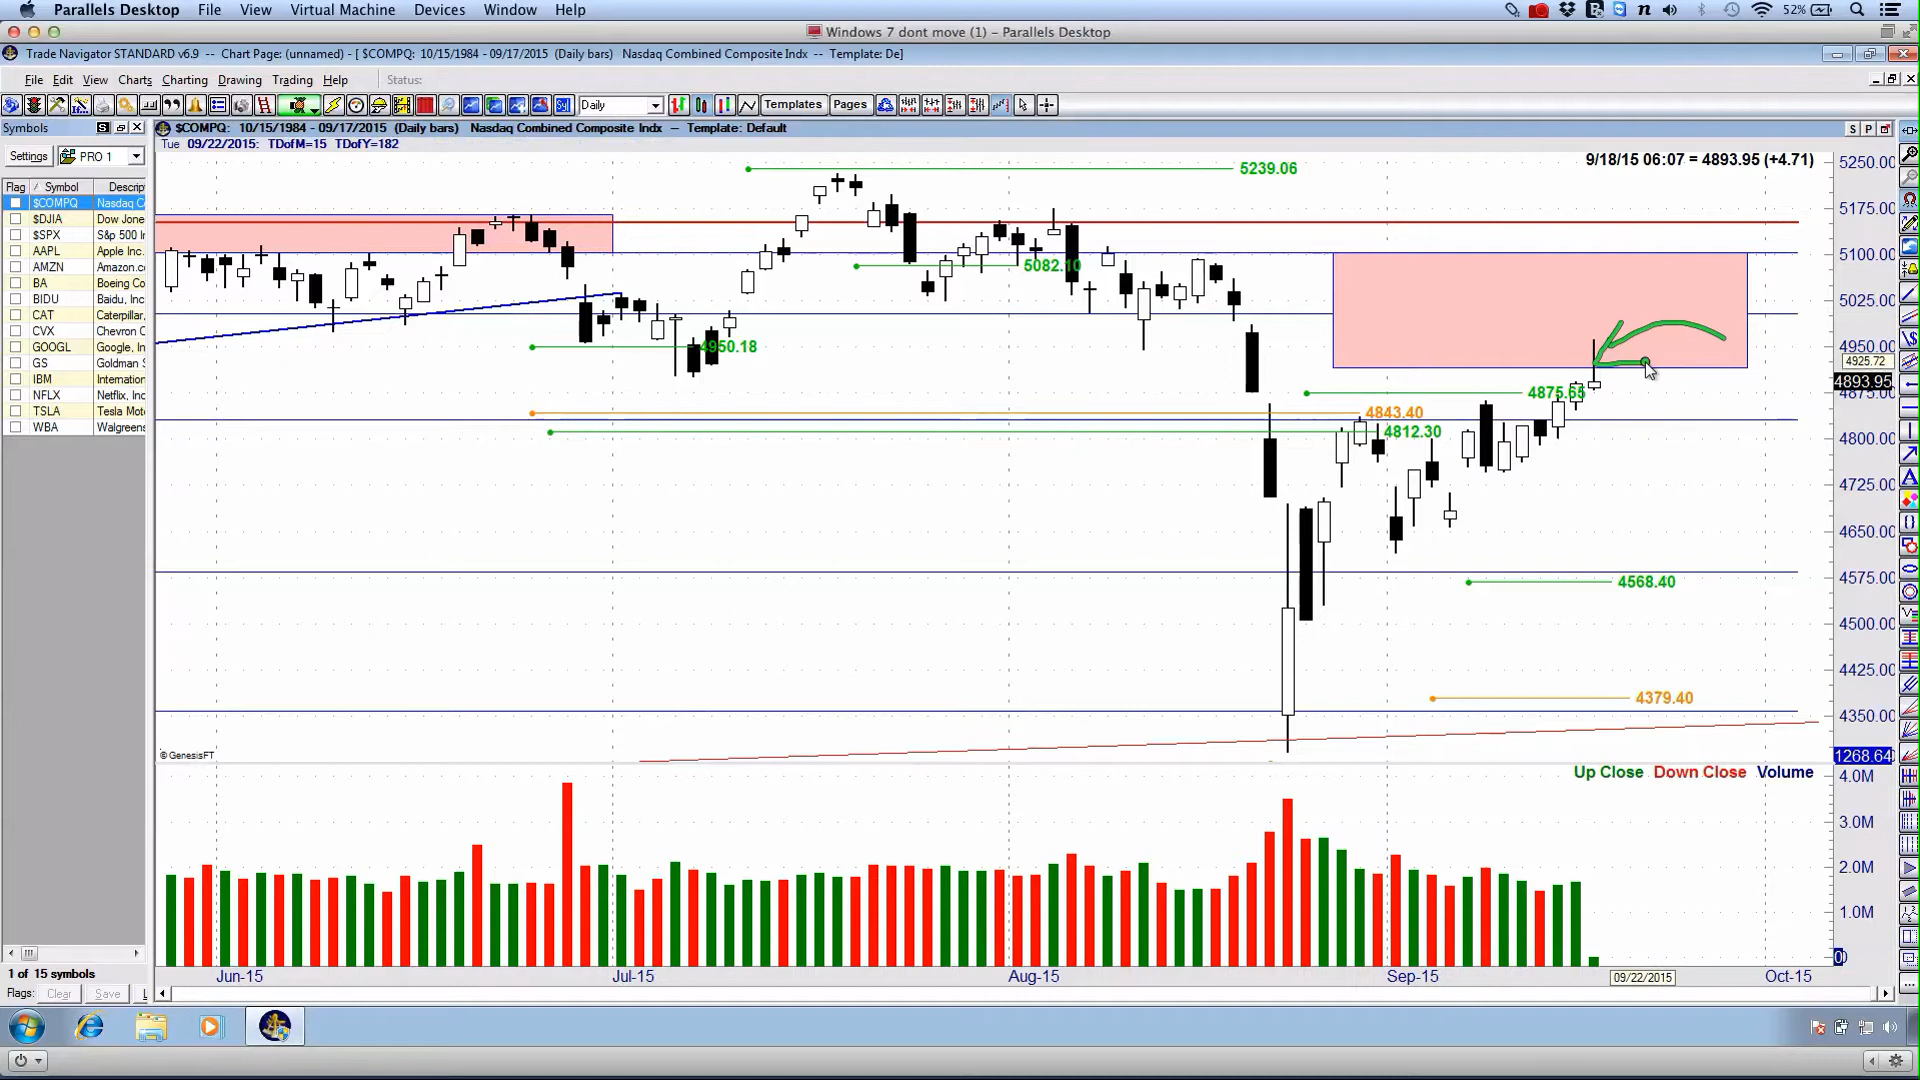 Parallels Desktop File View Virtual Machine Devices Window Help 52%
Windows 7 dont move (1) - Parallels Desktop
Trade Navigator STANDARD v6.9 -- Chart Page: (unnamed) - [ $COMPQ: 10/15/1984 - 09/17/2015 (Daily bars) Nasdaq Combined Composite Indx -- Template: De]
File Edit View Charts Charting Drawing Trading Help Status:
Daily Templates Pages
Symbols
$COMPQ: 10/15/1984 - 09/17/2015 (Daily bars) Nasdaq Combined Composite Indx -- Template: Default S P
Tue 09/22/2015: TDofM=15 TDofY=182
Settings PRO 1
9/18/15 06:07 = 4893.95 (+4.71)
Flag Symbol Descrip
$COMPQ Nasdaq C
$DJIA Dow Jone
$SPX S&p 500 I
AAPL Apple Inc.
AMZN Amazon.c
BA Boeing Co
BIDU Baidu, Inc
CAT Caterpillar,
CVX Chevron C
GOOGL Google, In
GS Goldman S
IBM Internation
NFLX Netflix, Inc
TSLA Tesla Mot
WBA Walgreens
5239.06
5082.10
4950.18
4875.65
4843.40
4812.30
4568.40
4379.40
5250.00
5175.00
5100.00
5025.00
4950.00
4925.72
4893.95
4875.00
4800.00
4725.00
4650.00
4575.00
4500.00
4425.00
4350.00
1268.64
© GenesisFT
Up Close Down Close Volume
4.0M
3.0M
2.0M
1.0M
0
Jun-15 Jul-15 Aug-15 Sep-15 09/22/2015 Oct-15
1 of 15 symbols
Flags: Clear Save